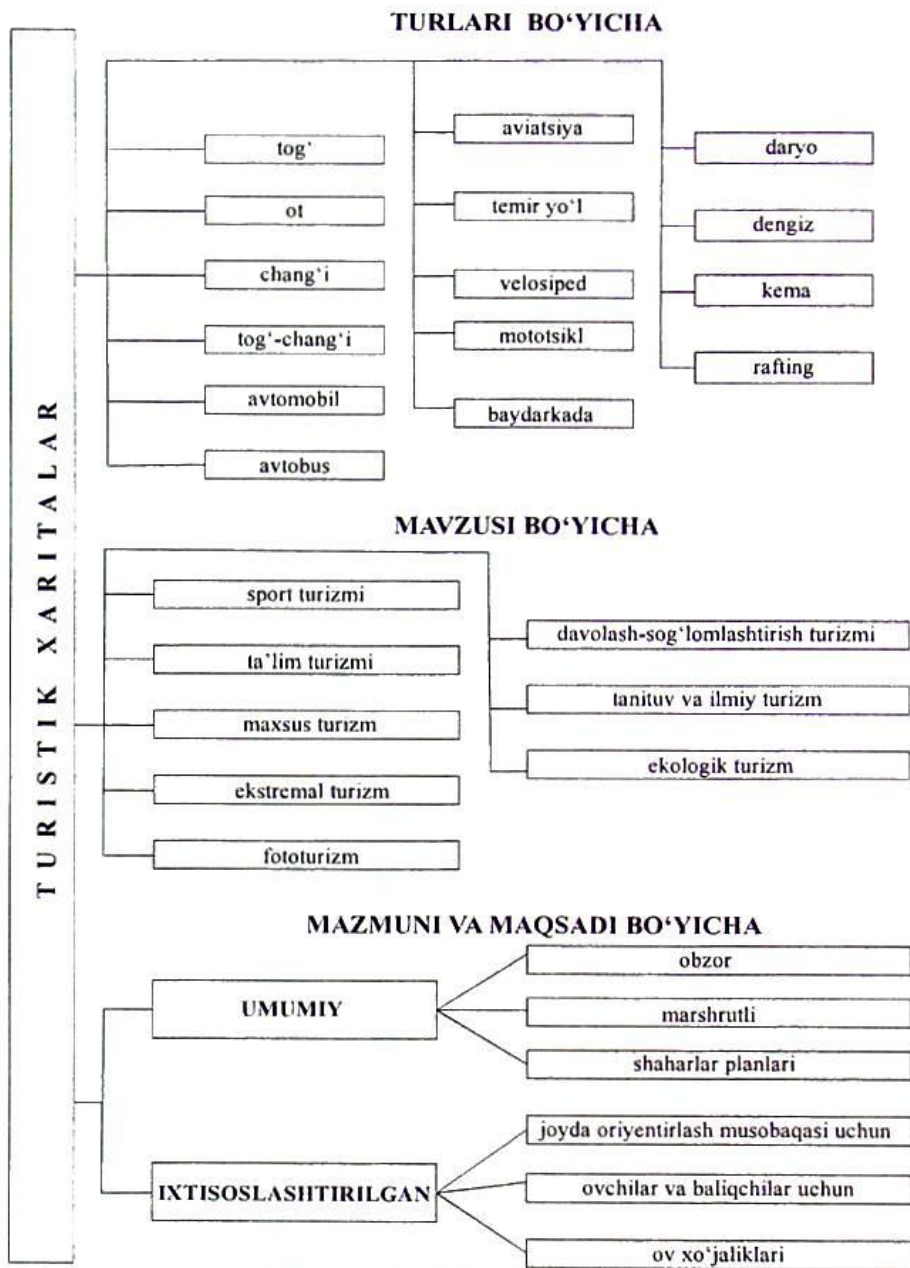 TURISTIK XARITALAR
TURLARI BO‘YICHA
tog‘
ot
chang‘i
tog‘-chang‘i
avtomobil
avtobus
aviatsiya
temir yo‘l
velosiped
mototsikl
baydarkada
daryo
dengiz
kema
rafting
MAVZUSI BO‘YICHA
sport turizmi
ta’lim turizmi
maxsus turizm
ekstremal turizm
fototurizm
davolash-sog‘lomlashtirish turizmi
tanituv va ilmiy turizm
ekologik turizm
MAZMUNI VA MAQSADI BO‘YICHA
UMUMIY
obzor
marshrutli
shaharlar planlari
IXTISOSLASHTIRILGAN
joyda oriyentirlash musobaqasi uchun
ovchilar va baliqchilar uchun
ov xo‘jaliklari